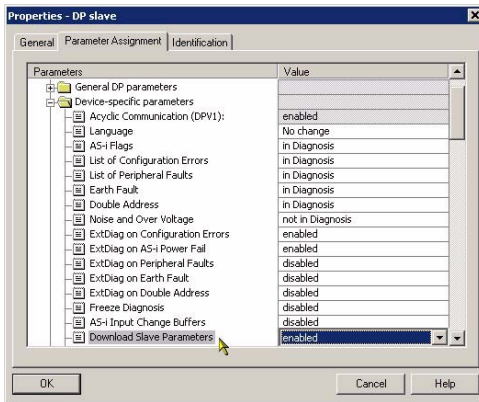 Properties - DP slave
General Parameter Assignment Identification
Parameters Value
General DP parameters
Device-specific parameters
Acyclic Communication (DPV1): enabled
Language No change
AS-i Flags in Diagnosis
List of Configuration Errors in Diagnosis
List of Peripheral Faults in Diagnosis
Earth Fault in Diagnosis
Double Address in Diagnosis
Noise and Over Voltage not in Diagnosis
ExtDiag on Configuration Errors enabled
ExtDiag on AS-i Power Fail enabled
ExtDiag on Peripheral Faults disabled
ExtDiag on Earth Fault disabled
ExtDiag on Double Address disabled
Freeze Diagnosis disabled
AS-i Input Change Buffers disabled
Download Slave Parameters enabled
OK Cancel Help